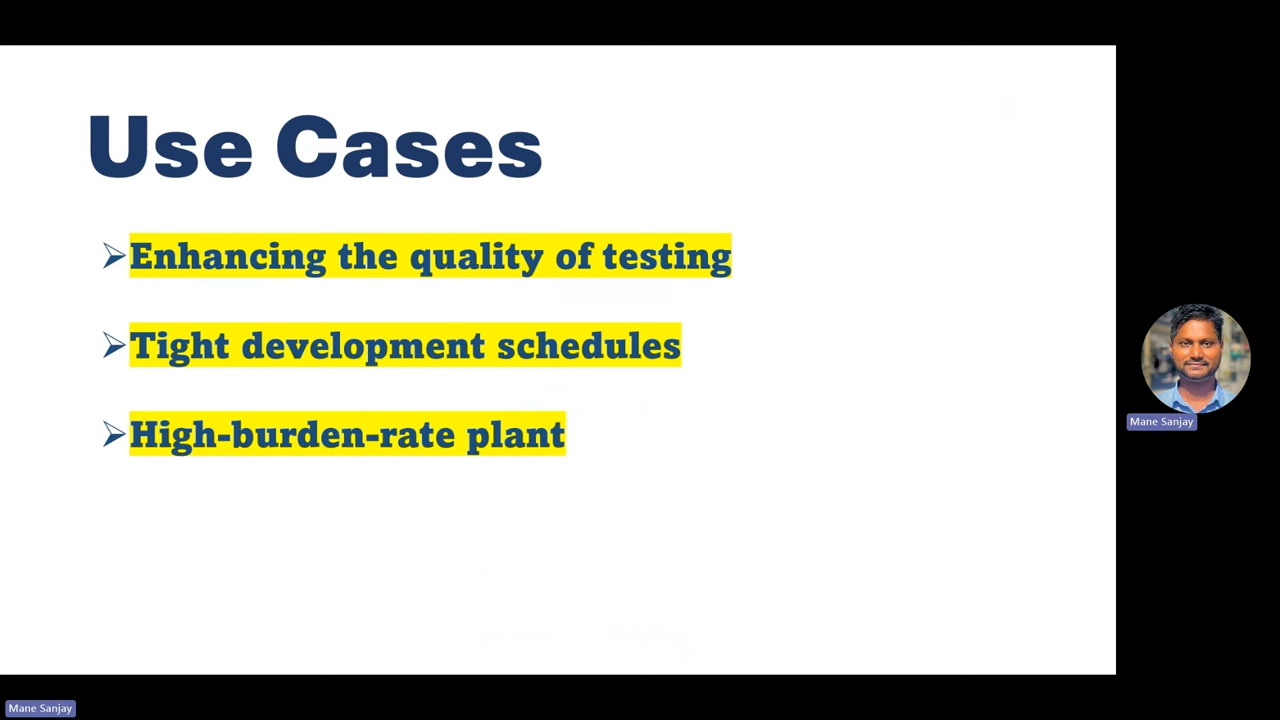 Use Cases
➢Enhancing the quality of testing
➢Tight development schedules
➢High-burden-rate plant
Mane Sanjay
Mane Sanjay